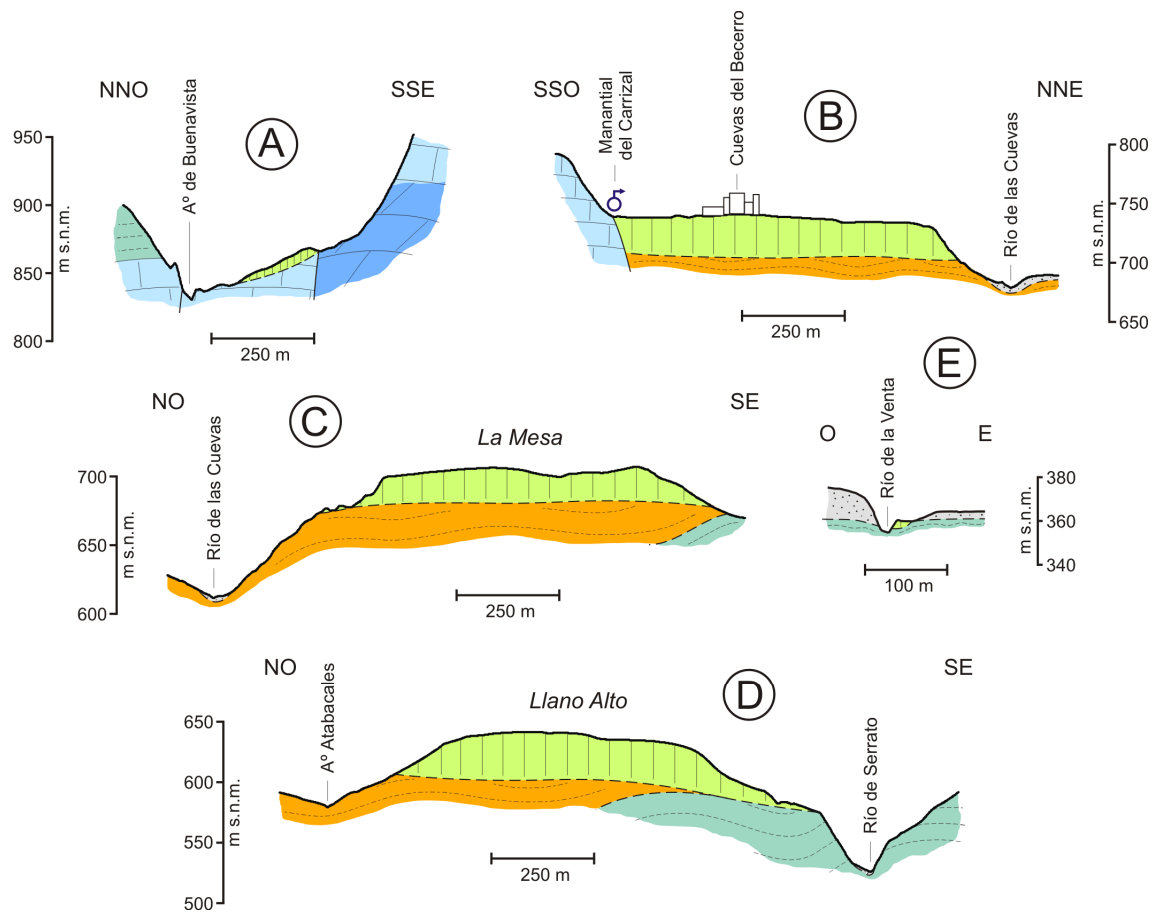 NNO
SSE
Aº de Buenavista
A
950
900
850
800
m s.n.m.
250 m
SSO
NNE
Manantial
del Carrizal
Cuevas del Becerro
B
Río de las Cuevas
800
750
700
650
m s.n.m.
250 m
NO
SE
C
La Mesa
Río de las Cuevas
700
650
600
m s.n.m.
250 m
E
O
E
Río de la Venta
380
360
340
m s.n.m.
100 m
NO
SE
D
Llano Alto
Aº Atabacales
Río de Serrato
650
600
550
500
m s.n.m.
250 m